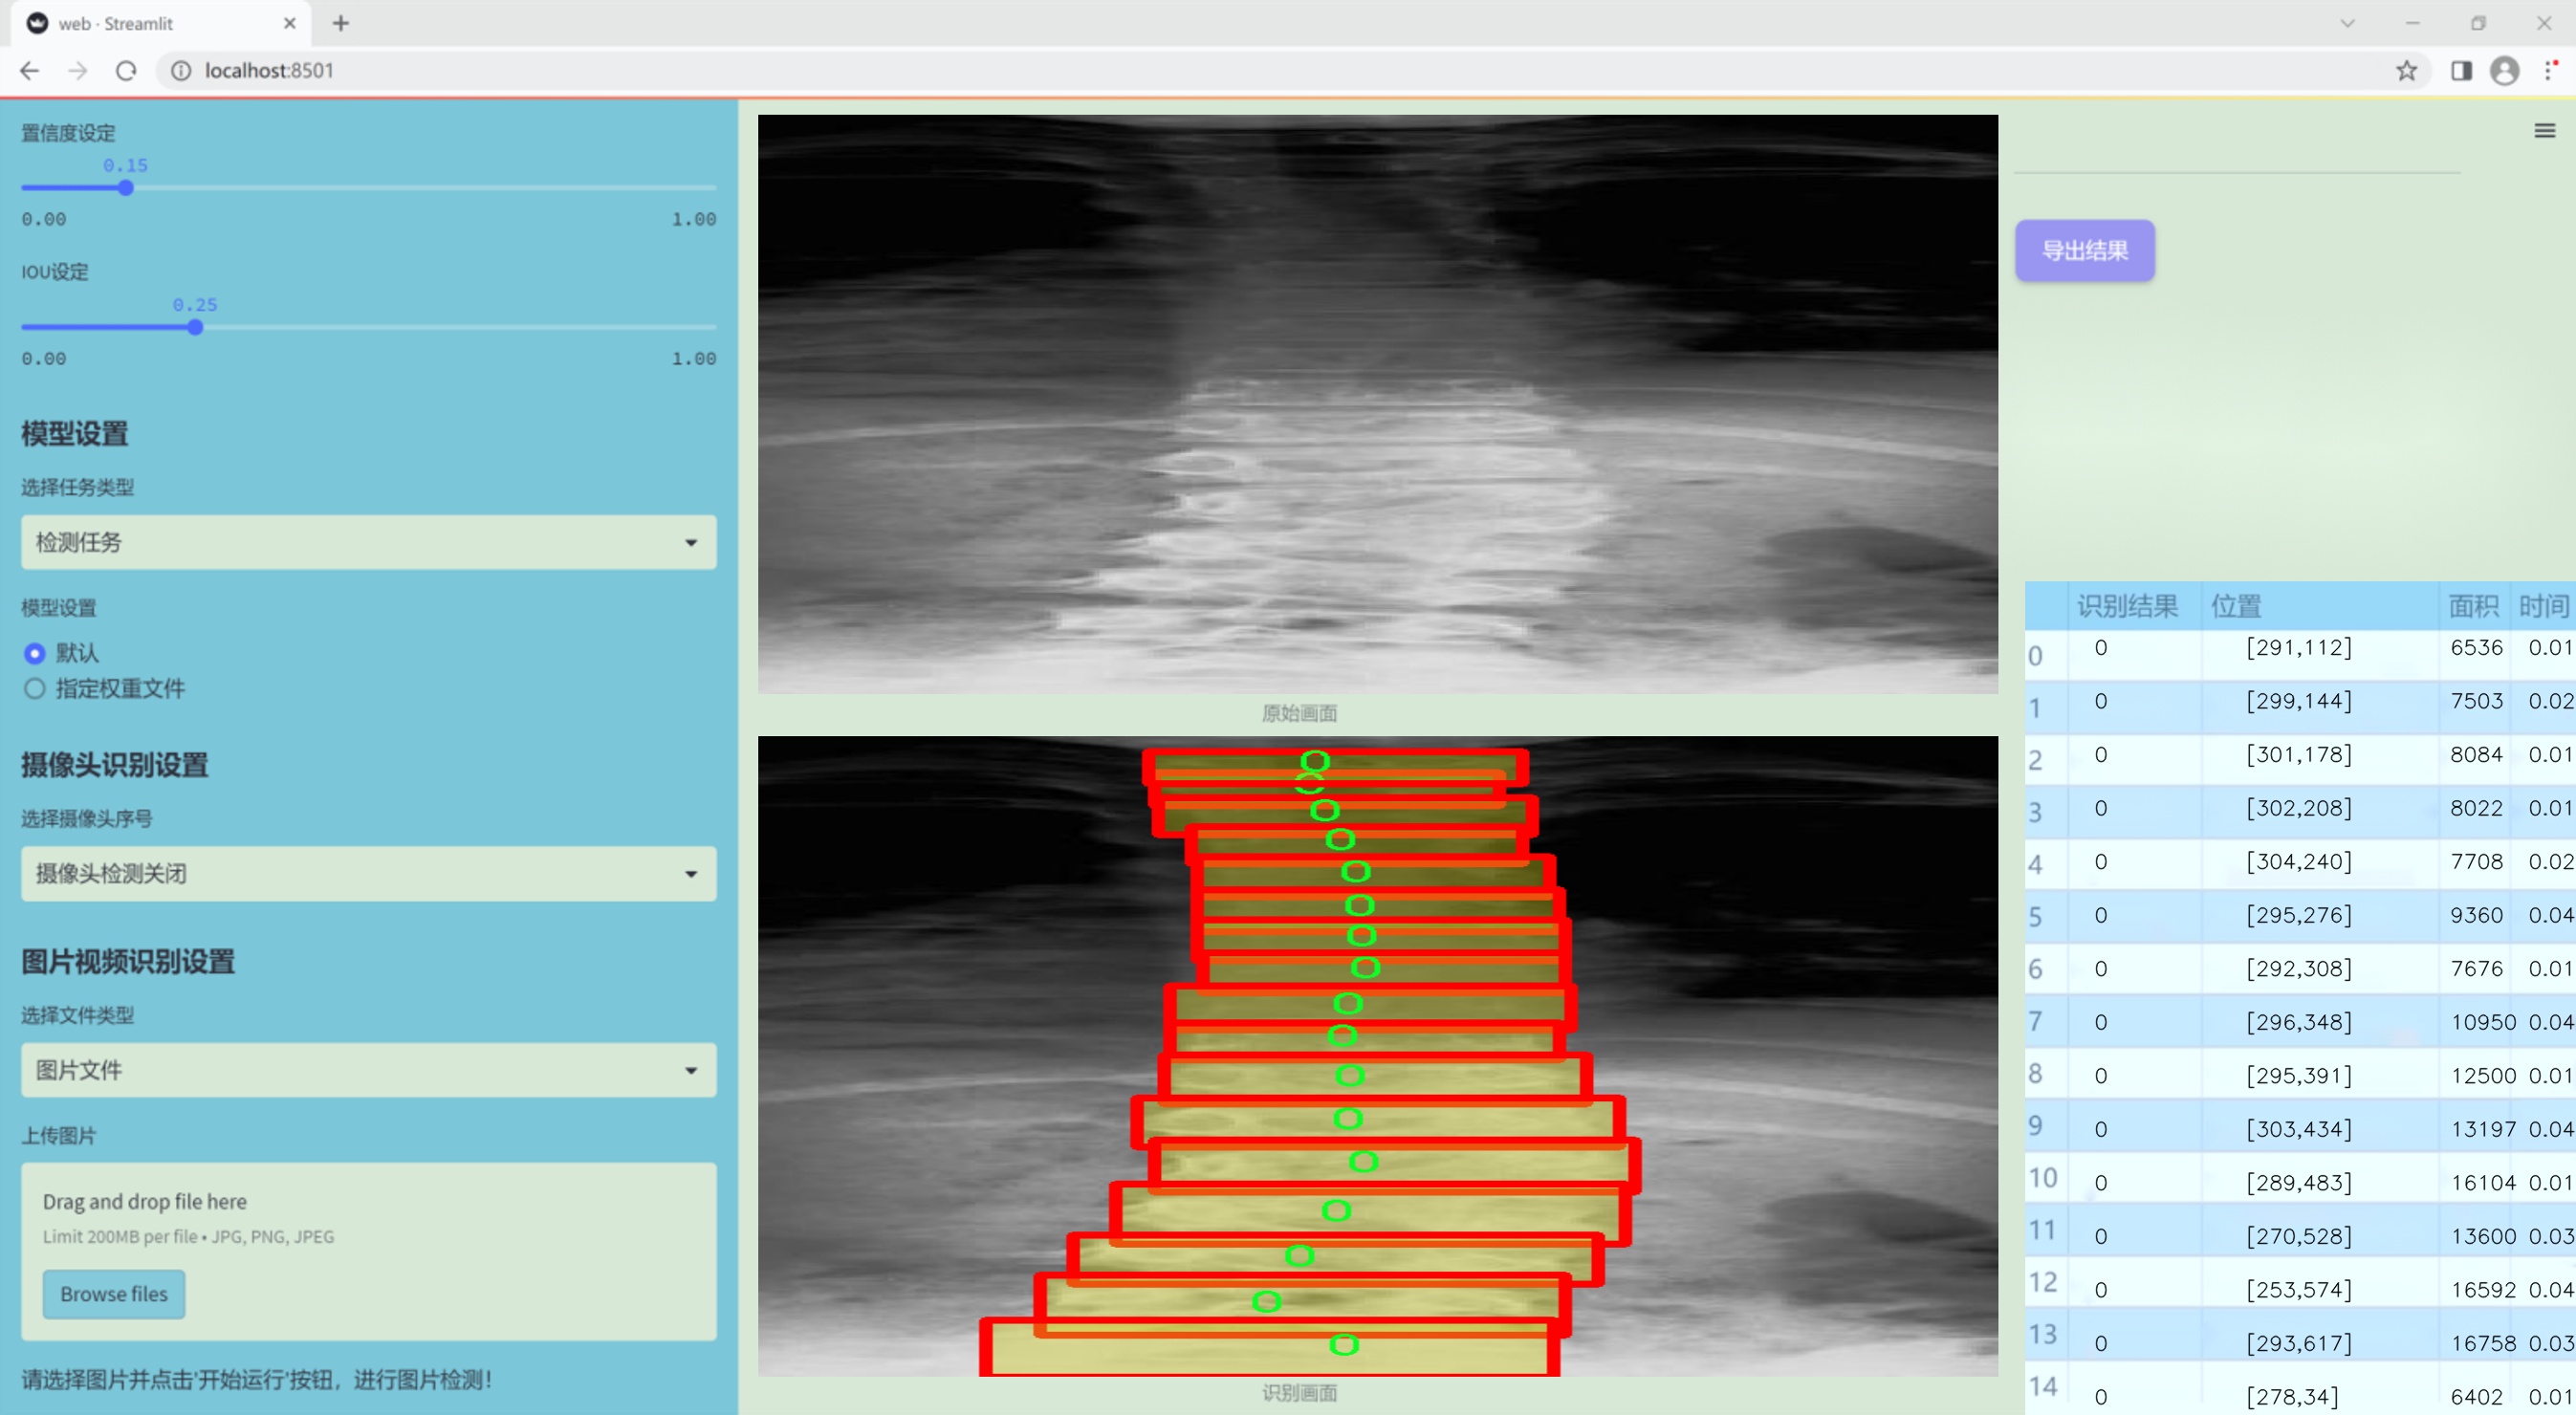 web · Streamlit
localhost:8501
置信度设定
0.15
0.00 1.00
IOU设定
0.25
0.00 1.00
模型设置
选择任务类型
检测任务
模型设置
默认
指定权重文件
摄像头识别设置
选择摄像头序号
摄像头检测关闭
图片视频识别设置
选择文件类型
图片文件
上传图片
Drag and drop file here
Limit 200MB per file • JPG, PNG, JPEG
Browse files
请选择图片并点击'开始运行'按钮，进行图片检测！
原始画面
识别画面
导出结果
识别结果 位置 面积 时间
0 0 [291,112] 6536 0.01
1 0 [299,144] 7503 0.02
2 0 [301,178] 8084 0.01
3 0 [302,208] 8022 0.01
4 0 [304,240] 7708 0.02
5 0 [295,276] 9360 0.04
6 0 [292,308] 7676 0.01
7 0 [296,348] 10950 0.04
8 0 [295,391] 12500 0.01
9 0 [303,434] 13197 0.04
10 0 [289,483] 16104 0.01
11 0 [270,528] 13600 0.03
12 0 [253,574] 16592 0.04
13 0 [293,617] 16758 0.03
14 0 [278,34] 6402 0.01